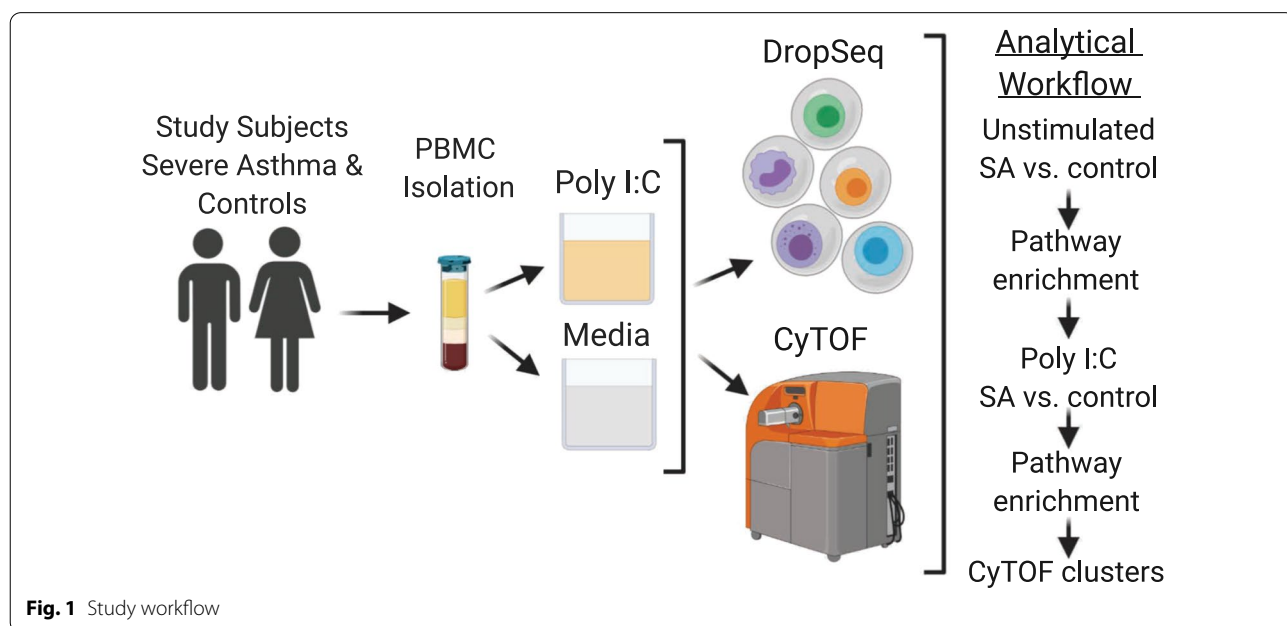 Study Subjects
Severe Asthma &
Controls
PBMC
Isolation
Poly I:C
Media
DropSeq
CyTOF
Analytical
Workflow
Unstimulated
SA vs. control
Pathway
enrichment
Poly I:C
SA vs. control
Pathway
enrichment
CyTOF clusters
Fig. 1 Study workflow